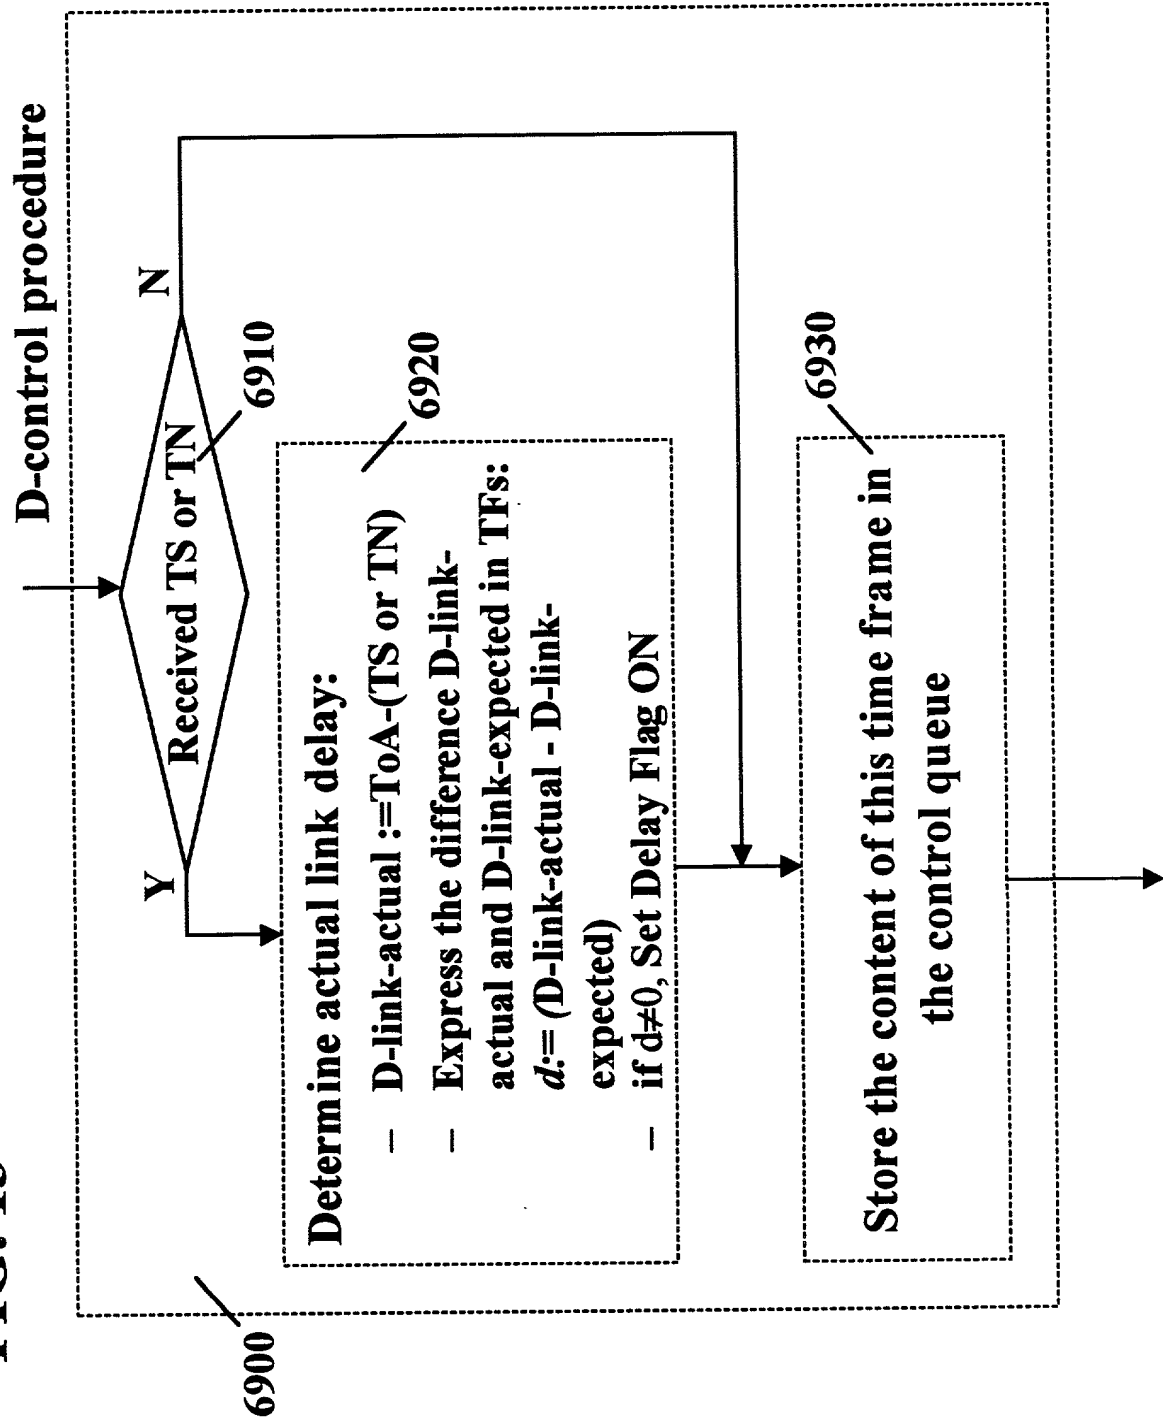 D-control procedure
Received TS or TN
6910
Y
N
Determine actual link delay:
– D-link-actual :=ToA-(TS or TN)
– Express the difference D-link-
actual and D-link-expected in TFs:
d:= (D-link-actual - D-link-
expected)
– if d≠0, Set Delay Flag ON
6920
Store the content of this time frame in
the control queue
6930
6900